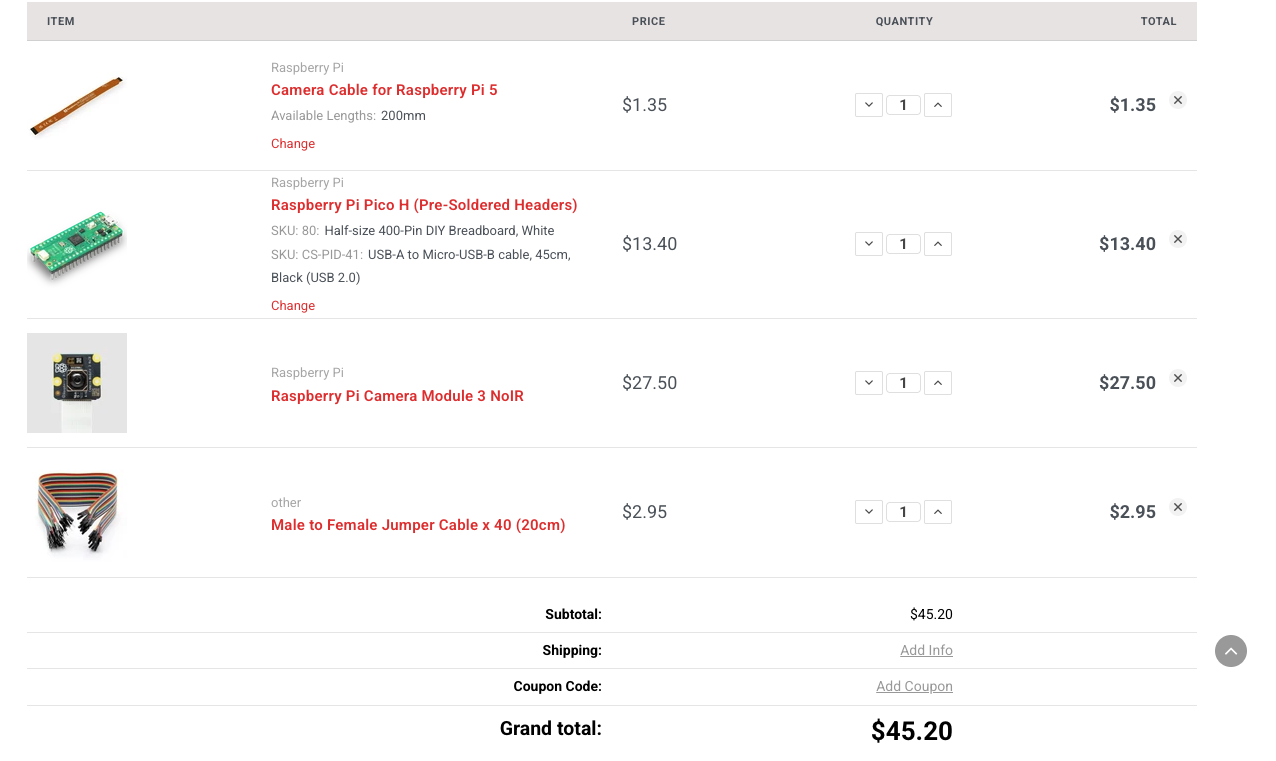 ITEM PRICE QUANTITY TOTAL
Raspberry Pi
Camera Cable for Raspberry Pi 5
Available Lengths: 200mm
Change
$1.35 1 $1.35
Raspberry Pi
Raspberry Pi Pico H (Pre-Soldered Headers)
SKU: 80: Half-size 400-Pin DIY Breadboard, White
SKU: CS-PID-41: USB-A to Micro-USB-B cable, 45cm,
Black (USB 2.0)
Change
$13.40 1 $13.40
Raspberry Pi
Raspberry Pi Camera Module 3 NoIR
$27.50 1 $27.50
other
Male to Female Jumper Cable x 40 (20cm)
$2.95 1 $2.95
Subtotal: $45.20
Shipping: Add Info
Coupon Code: Add Coupon
Grand total: $45.20